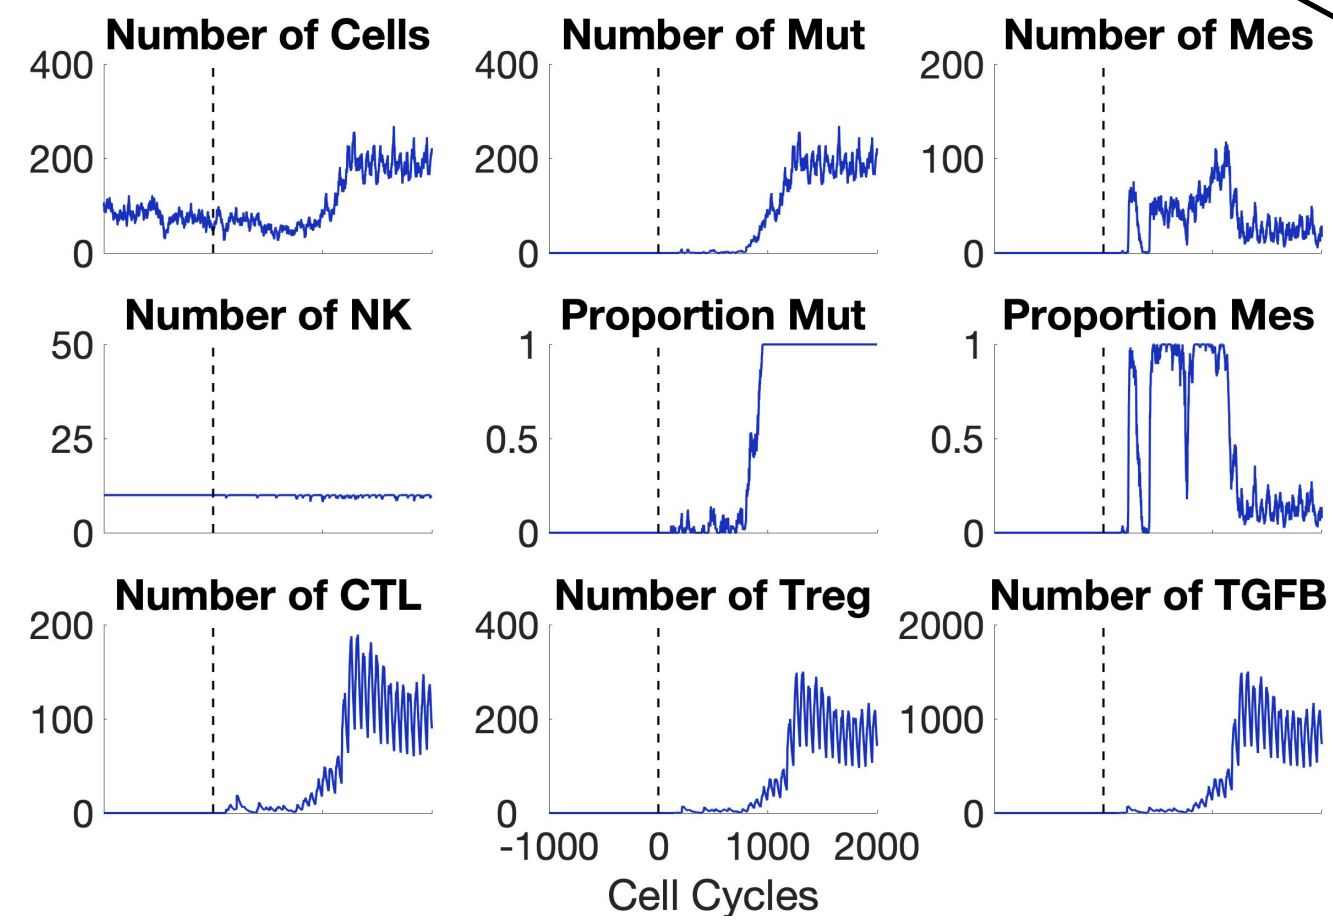 Number of Cells Number of Mut Number of Mes
400 400 200
200 200 100
0 0 0
Number of NK Proportion Mut Proportion Mes
50 1 1
25 0.5 0.5
0 0 0
Number of CTL Number of Treg Number of TGFB
200 400 2000
100 200 1000
0 0 0
-1000 0 1000 2000
Cell Cycles